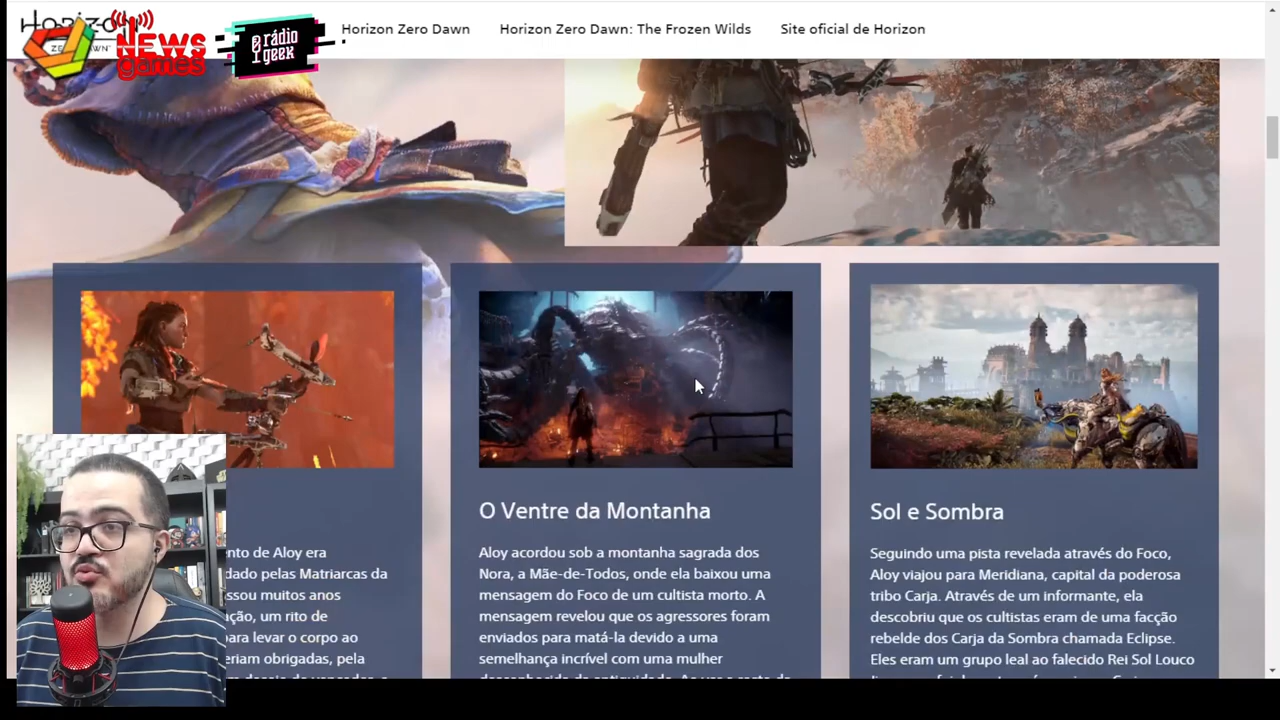 Horizon
ZERO DAWN
NEWS
games
rádio
geek
Horizon Zero Dawn
Horizon Zero Dawn: The Frozen Wilds
Site oficial de Horizon
nto de Aloy era
dado pelas Matriarcas da
ssou muitos anos
ação, um rito de
para levar o corpo ao
eriam obrigadas, pela
O Ventre da Montanha
Aloy acordou sob a montanha sagrada dos
Nora, a Mãe-de-Todos, onde ela baixou uma
mensagem do Foco de um cultista morto. A
mensagem revelou que os agressores foram
enviados para matá-la devido a uma
semelhança incrível com uma mulher
Sol e Sombra
Seguindo uma pista revelada através do Foco,
Aloy viajou para Meridiana, capital da poderosa
tribo Carja. Através de um informante, ela
descobriu que os cultistas eram de uma facção
rebelde dos Carja da Sombra chamada Eclipse.
Eles eram um grupo leal ao falecido Rei Sol Louco